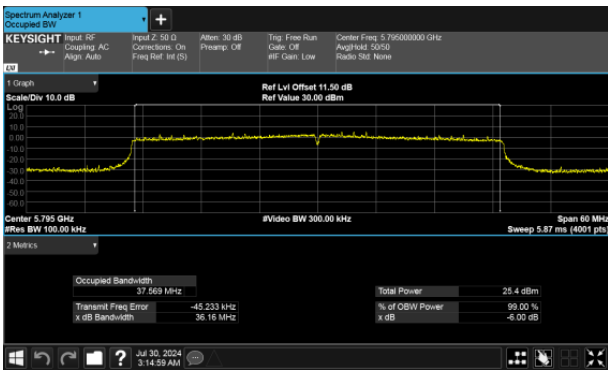 Spectrum Analyzer 1
Occupied BW
+
KEYSIGHT Input: RF
Coupling: AC
Align: Auto
Input Z: 50 Ω
Corrections: On
Freq Ref: Int (S)
Atten: 30 dB
Preamp: Off
Trig: Free Run
Gate: Off
#IF Gain: Low
Center Freq: 5.795000000 GHz
Avg|Hold: 50/50
Radio Std: None
LXI
1 Graph
Ref Lvl Offset 11.50 dB
Scale/Div 10.0 dB
Ref Value 30.00 dBm
Log
20.0
10.0
0.00
-10.0
-20.0
-30.0
-40.0
-50.0
-60.0
Center 5.795 GHz
#Video BW 300.00 kHz
Span 60 MHz
#Res BW 100.00 kHz
Sweep 5.87 ms (4001 pts)
2 Metrics
Occupied Bandwidth
37.569 MHz
Total Power 25.4 dBm
Transmit Freq Error -45.233 kHz
% of OBW Power 99.00 %
x dB Bandwidth 36.16 MHz
x dB -6.00 dB
?
Jul 30, 2024
3:14:59 AM